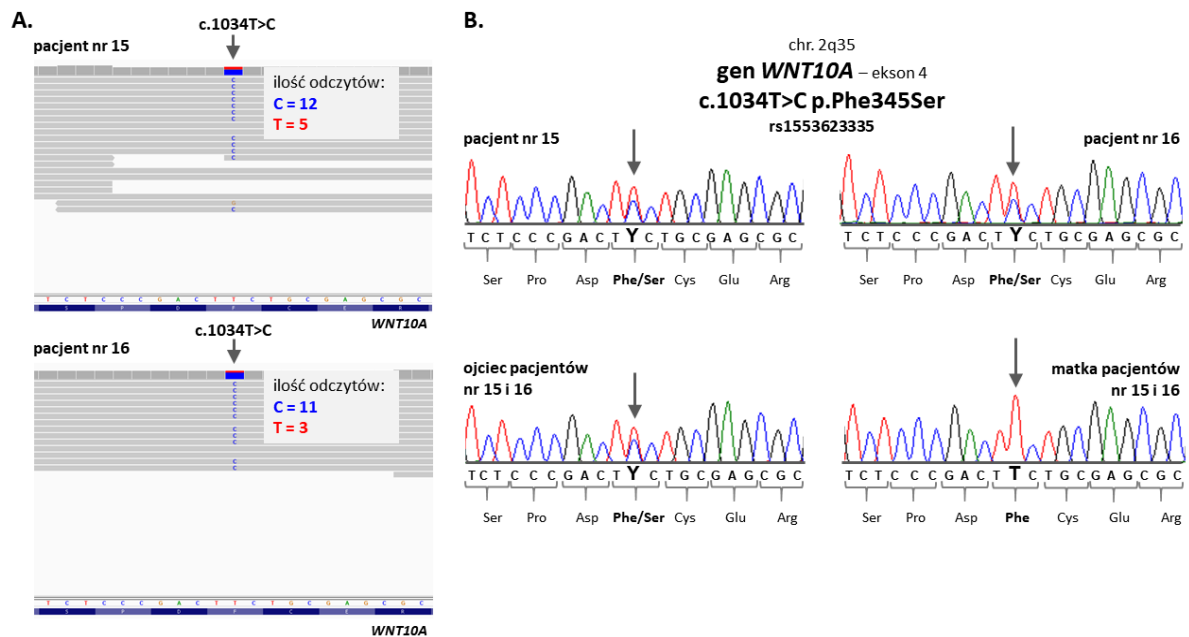 A.
c.1034T>C
pacjent nr 15
ilość odczytów:
C = 12
T = 5
C
C
C
C
C
C
C
C
C
G
C
T C T C C C G A C T T C T G C G A G C G C
S P D F C E R
WNT10A
c.1034T>C
pacjent nr 16
ilość odczytów:
C = 11
T = 3
C
C
C
C
C
C
C
C
T C T C C C G A C T T C T G C G A G C G C
S P D F C E R
WNT10A
B.
chr. 2q35
gen WNT10A – ekson 4
c.1034T>C p.Phe345Ser
rs1553623335
pacjent nr 15
T C T C C C G A C T Y C T G C G A G C G C
Ser Pro Asp Phe/Ser Cys Glu Arg
pacjent nr 16
T C T C C C G A C T Y C T G C G A G C G C
Ser Pro Asp Phe/Ser Cys Glu Arg
ojciec pacjentów
nr 15 i 16
T C T C C C G A C T Y C T G C G A G C G C
Ser Pro Asp Phe/Ser Cys Glu Arg
matka pacjentów
nr 15 i 16
T C T C C C G A C T T C T G C G A G C G C
Ser Pro Asp Phe Cys Glu Arg